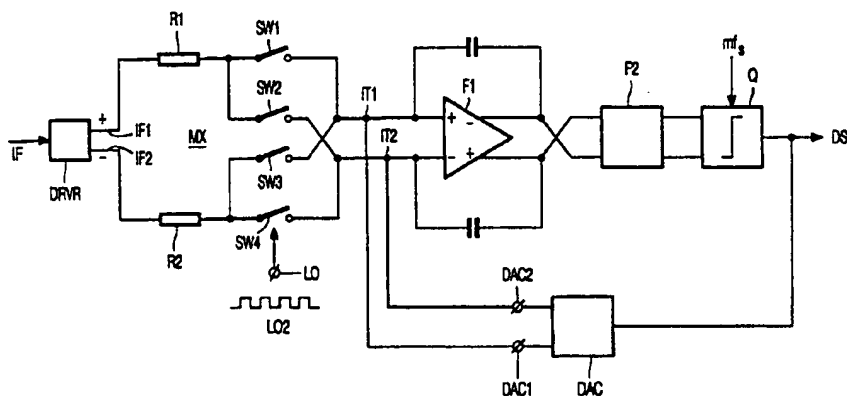 R1
SW1
mfs
IT1
F1
F2
Q
SW2
+
IF1
IT2
+ -
IF
MX
DS
IF2
- +
-
SW3
DRVR
R2
SW4
LO
DAC2
LO2
DAC1
DAC